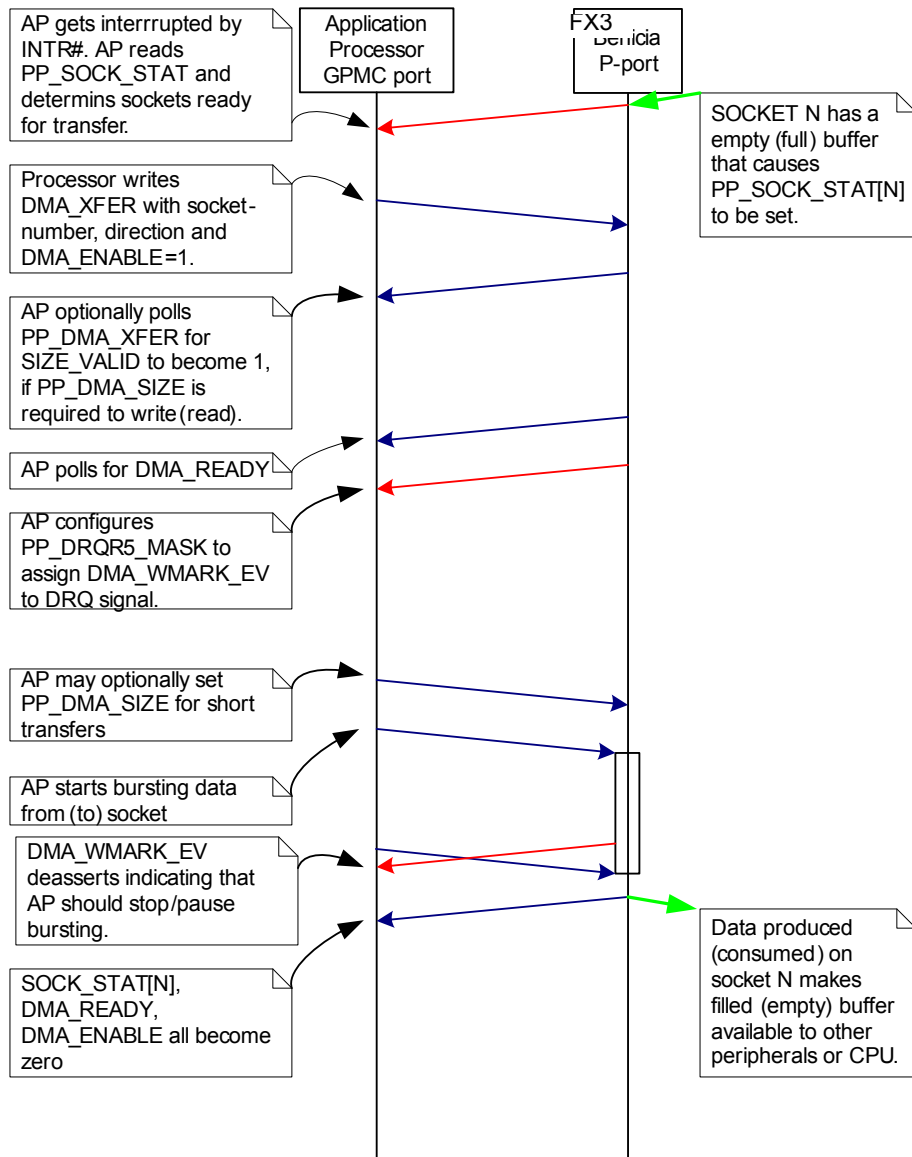 AP gets interrrupted by
INTR#. AP reads
PP_SOCK_STAT and
determins sockets ready
for transfer.
Application
Processor
GPMC port
FX3
Benicia
P-port
SOCKET N has a
empty (full) buffer
that causes
PP_SOCK_STAT[N]
to be set.
Processor writes
DMA_XFER with socket-
number, direction and
DMA_ENABLE=1.
AP optionally polls
PP_DMA_XFER for
SIZE_VALID to become 1,
if PP_DMA_SIZE is
required to write (read).
AP polls for DMA_READY
AP configures
PP_DRQR5_MASK to
assign DMA_WMARK_EV
to DRQ signal.
AP may optionally set
PP_DMA_SIZE for short
transfers
AP starts bursting data
from (to) socket
DMA_WMARK_EV
deasserts indicating that
AP should stop/pause
bursting.
SOCK_STAT[N],
DMA_READY,
DMA_ENABLE all become
zero
Data produced
(consumed) on
socket N makes
filled (empty) buffer
available to other
peripherals or CPU.